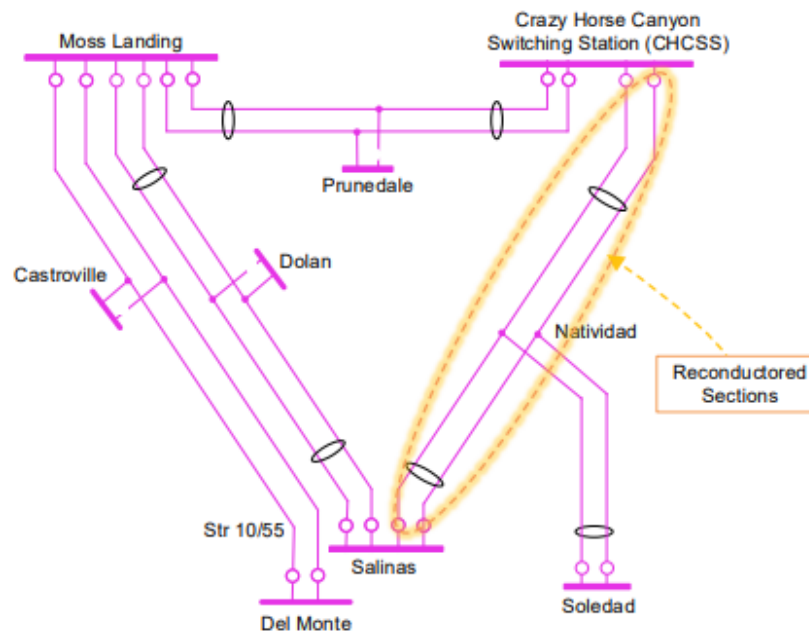 Moss Landing
Crazy Horse Canyon
Switching Station (CHCSS)
Prunedale
Castroville
Dolan
Natividad
Reconductored
Sections
Str 10/55
Salinas
Soledad
Del Monte